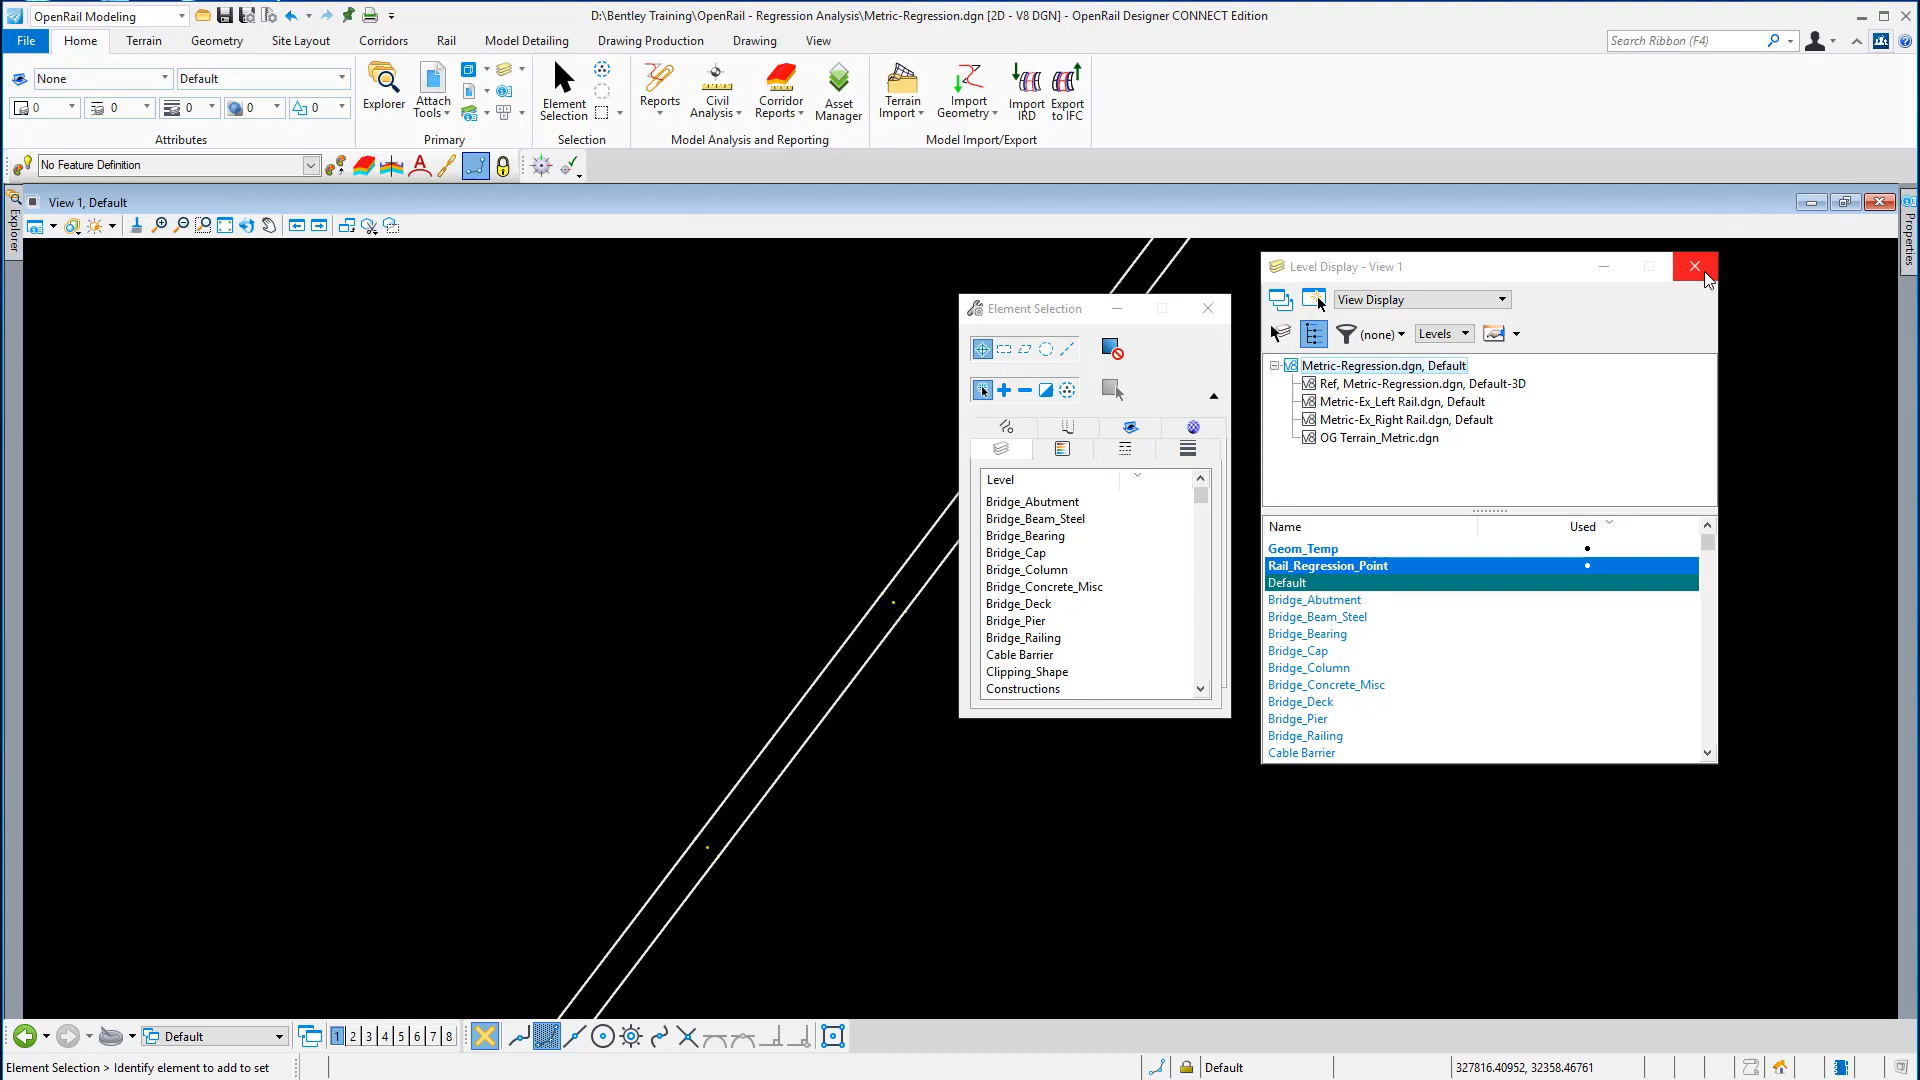 OpenRail Modeling
D:\Bentley Training\OpenRail - Regression Analysis\Metric-Regression.dgn [2D - V8 DGN] - OpenRail Designer CONNECT Edition
File Home Terrain Geometry Site Layout Corridors Rail Model Detailing Drawing Production Drawing View
Search Ribbon (F4)
None Default
0 0 0 0 0
Attributes
Explorer
Attach Tools
Primary
Element Selection
Selection
Reports
Civil Analysis
Corridor Reports
Asset Manager
Model Analysis and Reporting
Terrain Import
Import Geometry
Import IRD
Export to IFC
Model Import/Export
No Feature Definition
Explorer
View 1, Default
Properties
Element Selection
Level
Bridge_Abutment
Bridge_Beam_Steel
Bridge_Bearing
Bridge_Cap
Bridge_Column
Bridge_Concrete_Misc
Bridge_Deck
Bridge_Pier
Bridge_Railing
Cable Barrier
Clipping_Shape
Constructions
Level Display - View 1
View Display
(none) Levels
Metric-Regression.dgn, Default
Ref, Metric-Regression.dgn, Default-3D
Metric-Ex_Left Rail.dgn, Default
Metric-Ex_Right Rail.dgn, Default
OG Terrain_Metric.dgn
Name Used
Geom_Temp
Rail_Regression_Point
Default
Bridge_Abutment
Bridge_Beam_Steel
Bridge_Bearing
Bridge_Cap
Bridge_Column
Bridge_Concrete_Misc
Bridge_Deck
Bridge_Pier
Bridge_Railing
Cable Barrier
Default
1 2 3 4 5 6 7 8
Element Selection > Identify element to add to set
Default
327816.40952, 32358.46761